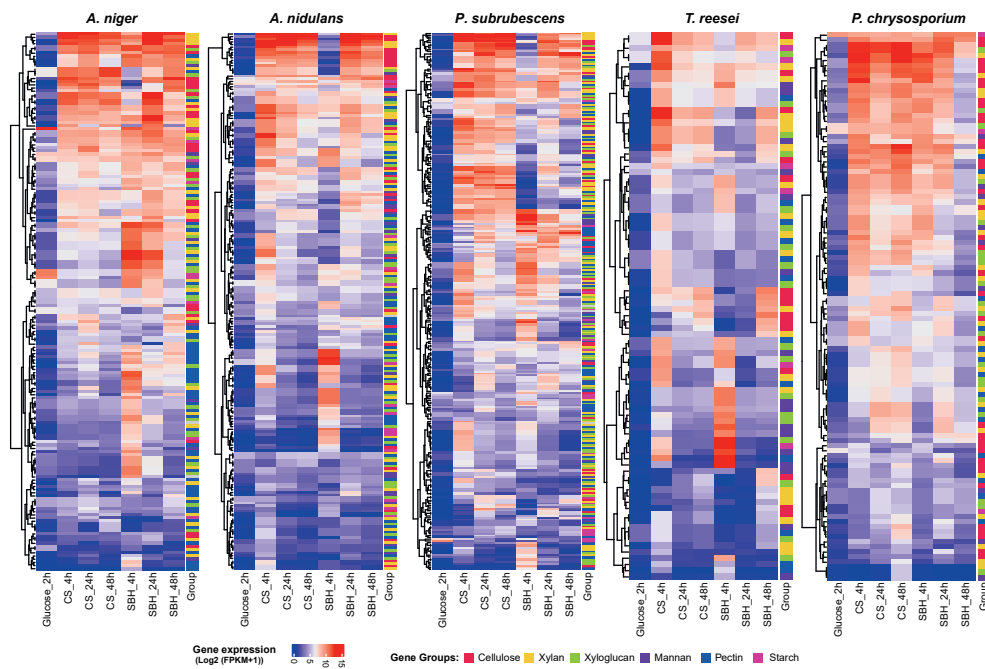 A. niger A. nidulans P. subrubescens T. reesei P. chrysosporium
Glucose_2h CS_4h CS_24h CS_48h SBH_4h SBH_24h SBH_48h Group
Glucose_2h CS_4h CS_24h CS_48h SBH_4h SBH_24h SBH_48h Group
Glucose_2h CS_4h CS_24h CS_48h SBH_4h SBH_24h SBH_48h Group
Glucose_2h CS_4h CS_24h CS_48h SBH_4h SBH_24h SBH_48h Group
Glucose_2h CS_4h CS_24h CS_48h SBH_4h SBH_24h SBH_48h Group
Gene expression
(Log2 (FPKM+1))
0 5 10 15
Gene Groups: Cellulose Xylan Xyloglucan Mannan Pectin Starch